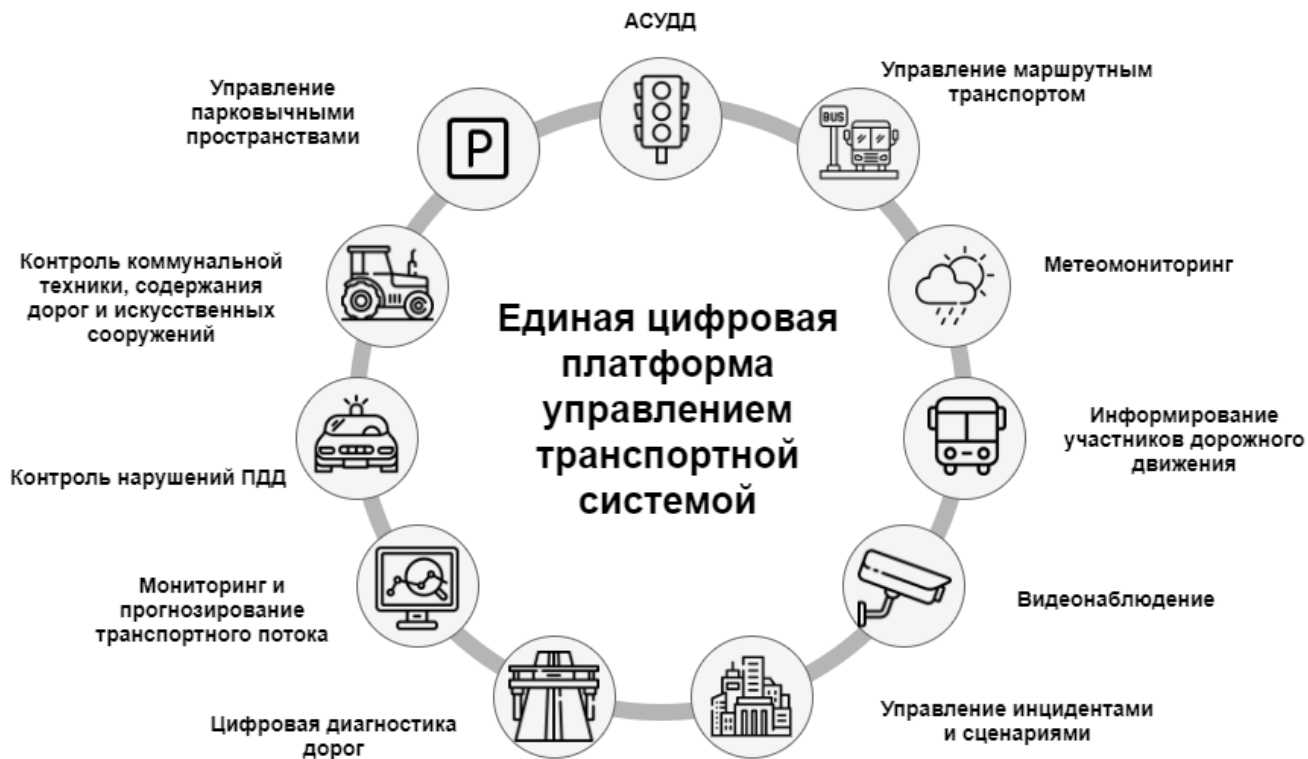 АСУДД
Управление маршрутным
транспортом
Метеомониторинг
Информирование
участников дорожного
движения
Видеонаблюдение
Управление инцидентами
и сценариями
Цифровая диагностика
дорог
Мониторинг и
прогнозирование
транспортного потока
Контроль нарушений ПДД
Контроль коммунальной
техники, содержания
дорог и искусственных
сооружений
Управление
парковычными
пространствами
P
BUS
Единая цифровая
платформа
управлением
транспортной
системой